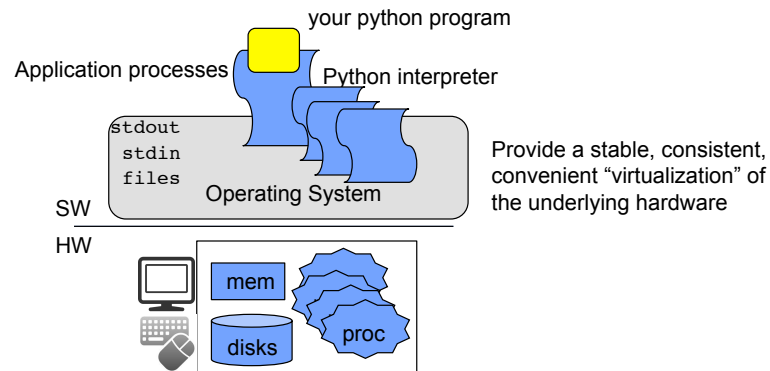 your python program
Application processes
Python interpreter
stdout
stdin
files
Operating System
Provide a stable, consistent,
convenient “virtualization” of
the underlying hardware
SW
HW
mem
disks
proc